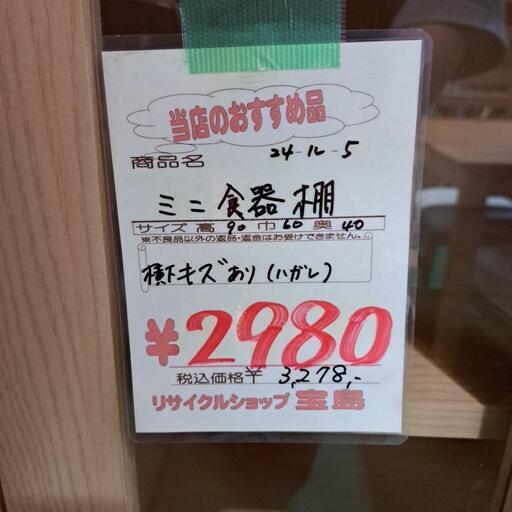 当店のおすすめ品
商品名 24-12-5
ミニ食器棚
サイズ 高 90 巾 60 奥 40
※不良品以外の返品・返金はお受けできません。
横下キズあり(ハガレ)
¥2980
税込価格¥ 3,278,-
リサイクルショップ 宝島